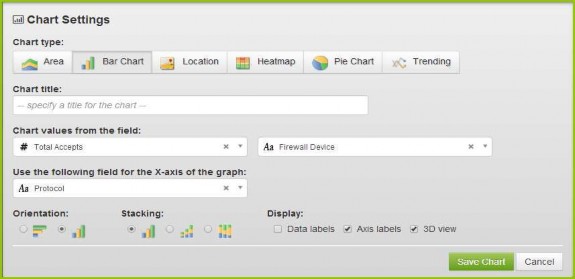 Chart Settings
Chart type:
Area Bar Chart Location Heatmap Pie Chart Trending
Chart title:
-- specify a title for the chart --
Chart values from the field:
# Total Accepts Aa Firewall Device
Use the following field for the X-axis of the graph:
Aa Protocol
Orientation: Stacking: Display:
Data labels Axis labels 3D view
Save Chart Cancel